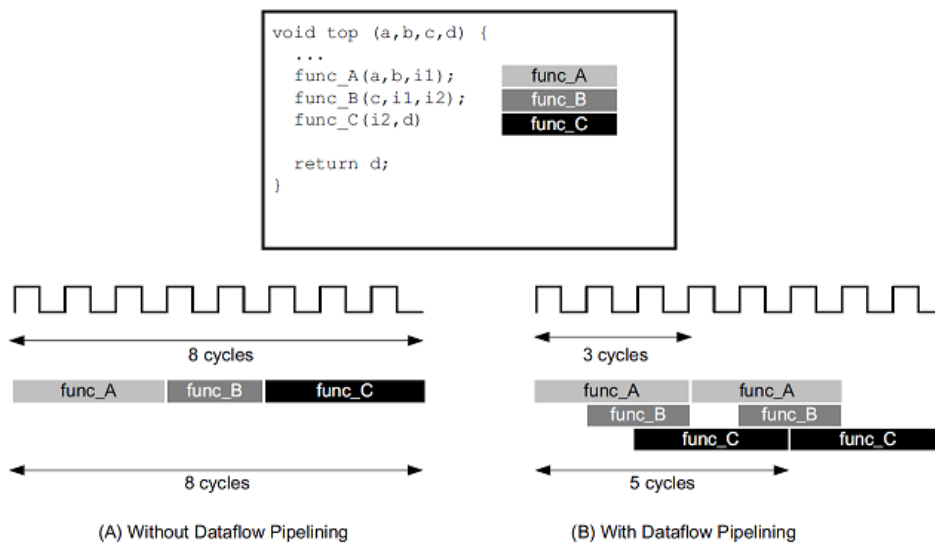 void top (a,b,c,d) {
...
func_A(a,b,i1); func_A
func_B(c,i1,i2); func_B
func_C(i2,d) func_C
return d;
}
8 cycles
func_A func_B func_C
8 cycles
(A) Without Dataflow Pipelining
3 cycles
func_A func_A
func_B func_B
func_C func_C
5 cycles
(B) With Dataflow Pipelining